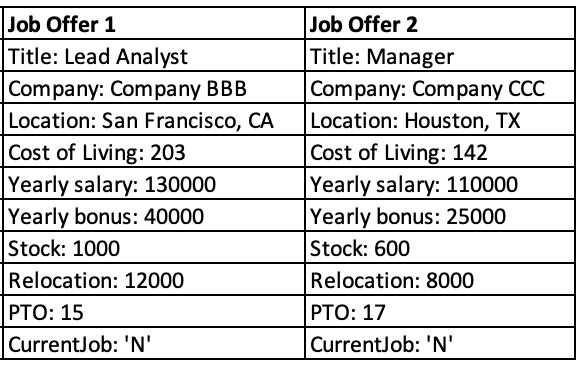 Job Offer 1
Job Offer 2
Title: Lead Analyst
Title: Manager
Company: Company BBB
Company: Company CCC
Location: San Francisco, CA
Location: Houston, TX
Cost of Living: 203
Cost of Living: 142
Yearly salary: 130000
Yearly salary: 110000
Yearly bonus: 40000
Yearly bonus: 25000
Stock: 1000
Stock: 600
Relocation: 12000
Relocation: 8000
PTO: 15
PTO: 17
CurrentJob: 'N'
CurrentJob: 'N'